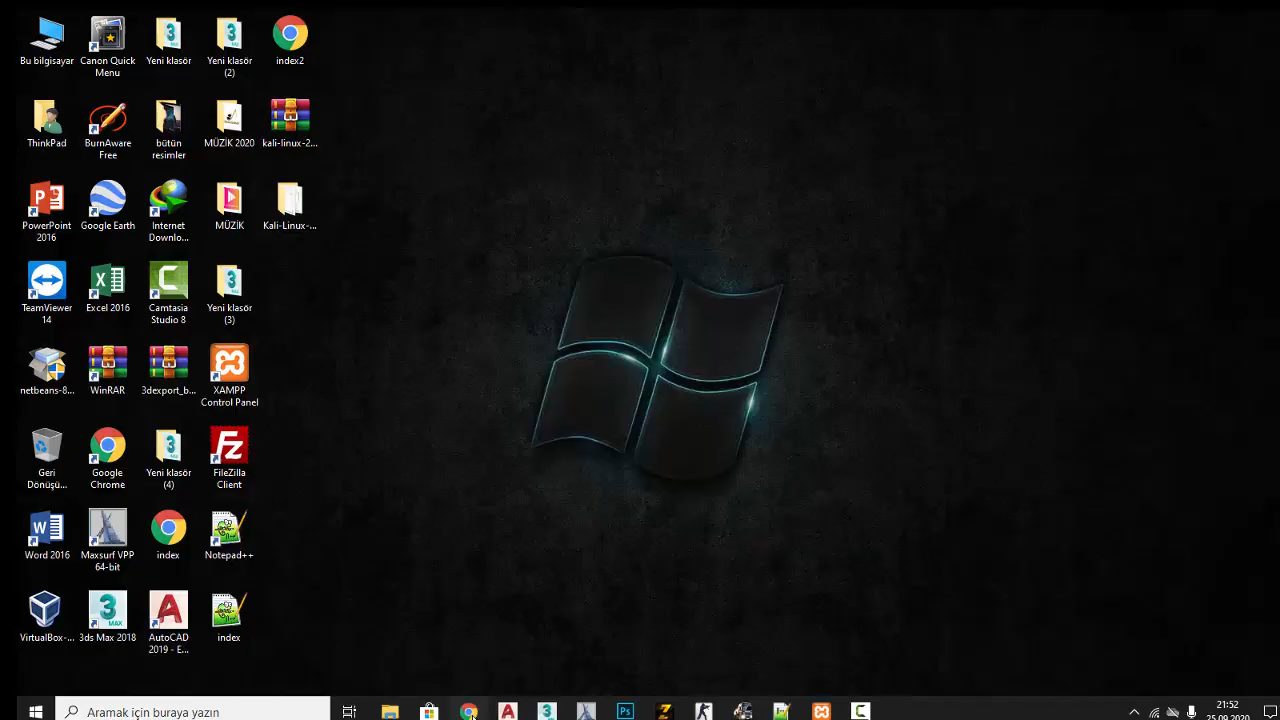 Bu bilgisayar
Canon Quick
Menu
Yeni klasör
Yeni klasör
(2)
index2
ThinkPad
BurnAware
Free
bütün
resimler
MÜZİK 2020
kali-linux-2...
PowerPoint
2016
Google Earth
Internet
Downlo...
MÜZİK
Kali-Linux-...
TeamViewer
14
Excel 2016
Camtasia
Studio 8
Yeni klasör
(3)
netbeans-8...
WinRAR
3dexport_b...
XAMPP
Control Panel
Geri
Dönüşü...
Google
Chrome
Yeni klasör
(4)
FileZilla
Client
Word 2016
Maxsurf VPP
64-bit
index
Notepad++
VirtualBox-...
3ds Max 2018
AutoCAD
2019 - E...
index
Aramak için buraya yazın
21:52
25.09.2020